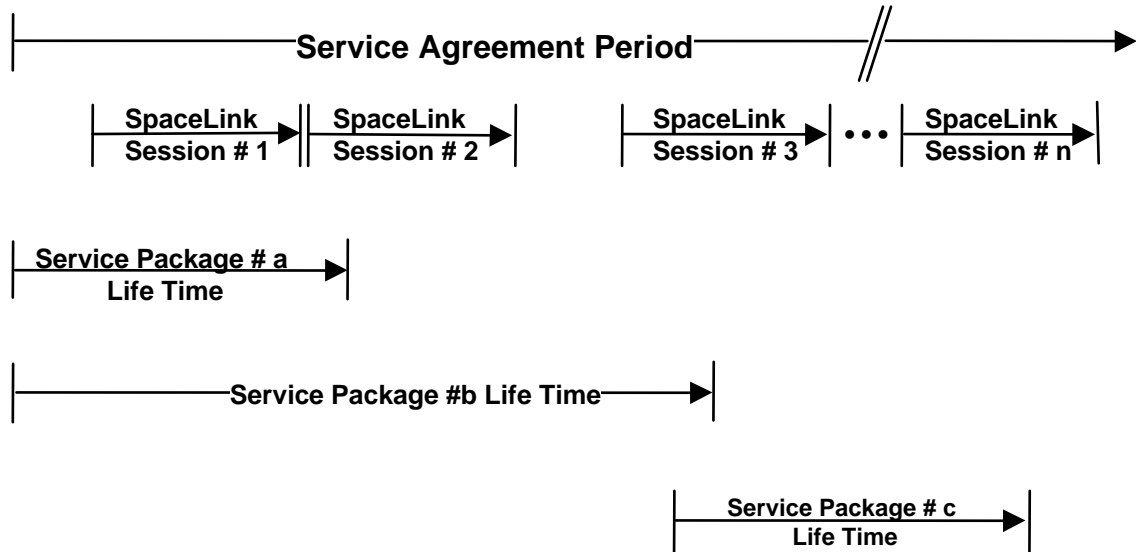 Service Agreement Period
SpaceLink
Session # 1
SpaceLink
Session # 2
SpaceLink
Session # 3
•••
SpaceLink
Session # n
Service Package # a
Life Time
Service Package #b Life Time
Service Package # c
Life Time